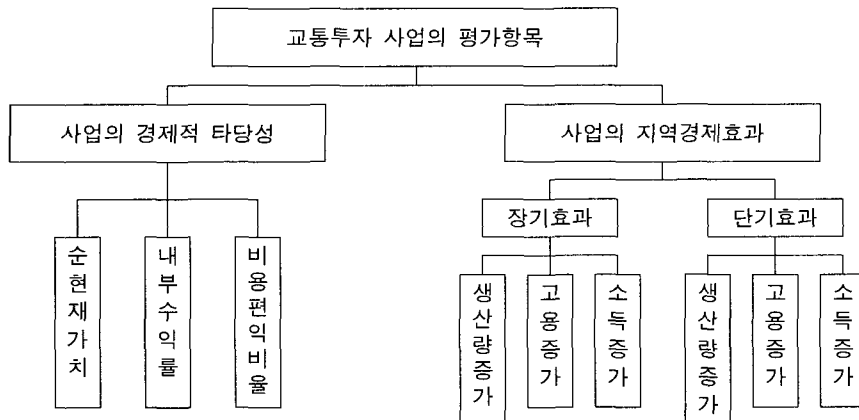 교통투자 사업의 평가항목
사업의 경제적 타당성
사업의 지역경제효과
장기효과
단기효과
순현재가치
내부수익률
비용편익비율
생산량증가
고용증가
소득증가
생산량증가
고용증가
소득증가